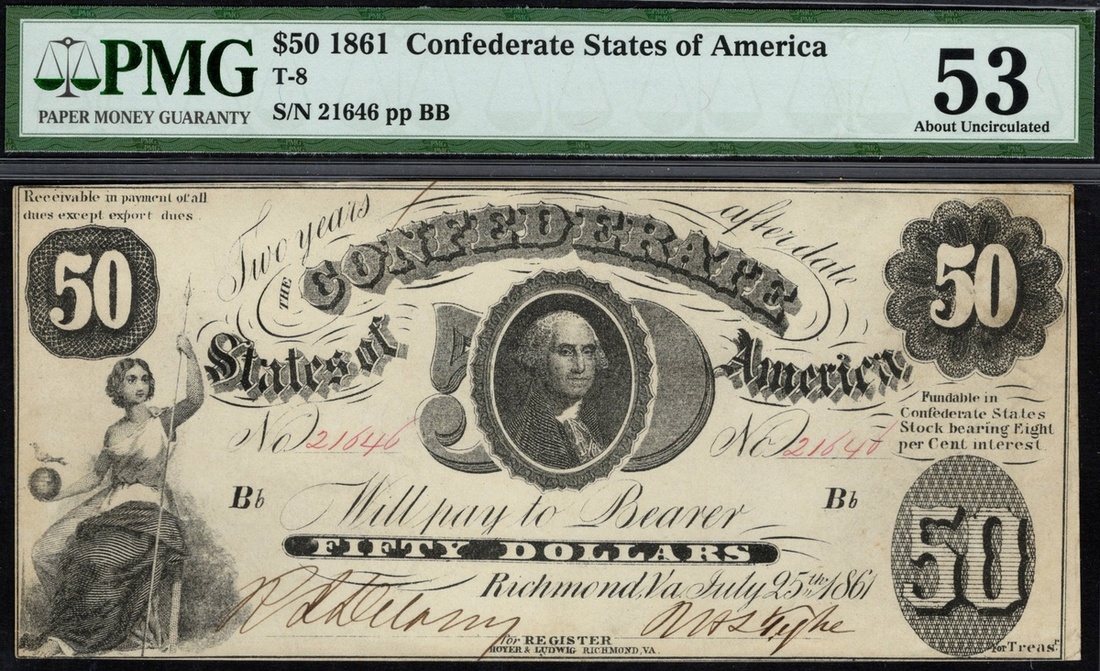 PMG
PAPER MONEY GUARANTY
$50 1861 Confederate States of America
T-8
S/N 21646 pp BB
53
About Uncirculated
Receivable in payment of all
dues except export dues.
Two years after date
THE CONFEDERATE
States of America
50
50
50
Fundable in
Confederate States
Stock bearing Eight
per Cent interest.
No 21646
No 21646
Bb
Bb
Will pay to Bearer
FIFTY DOLLARS
Richmond, Va. July 25th 1861
for REGISTER
for Treasr.
HOYER & LUDWIG RICHMOND, VA.
50